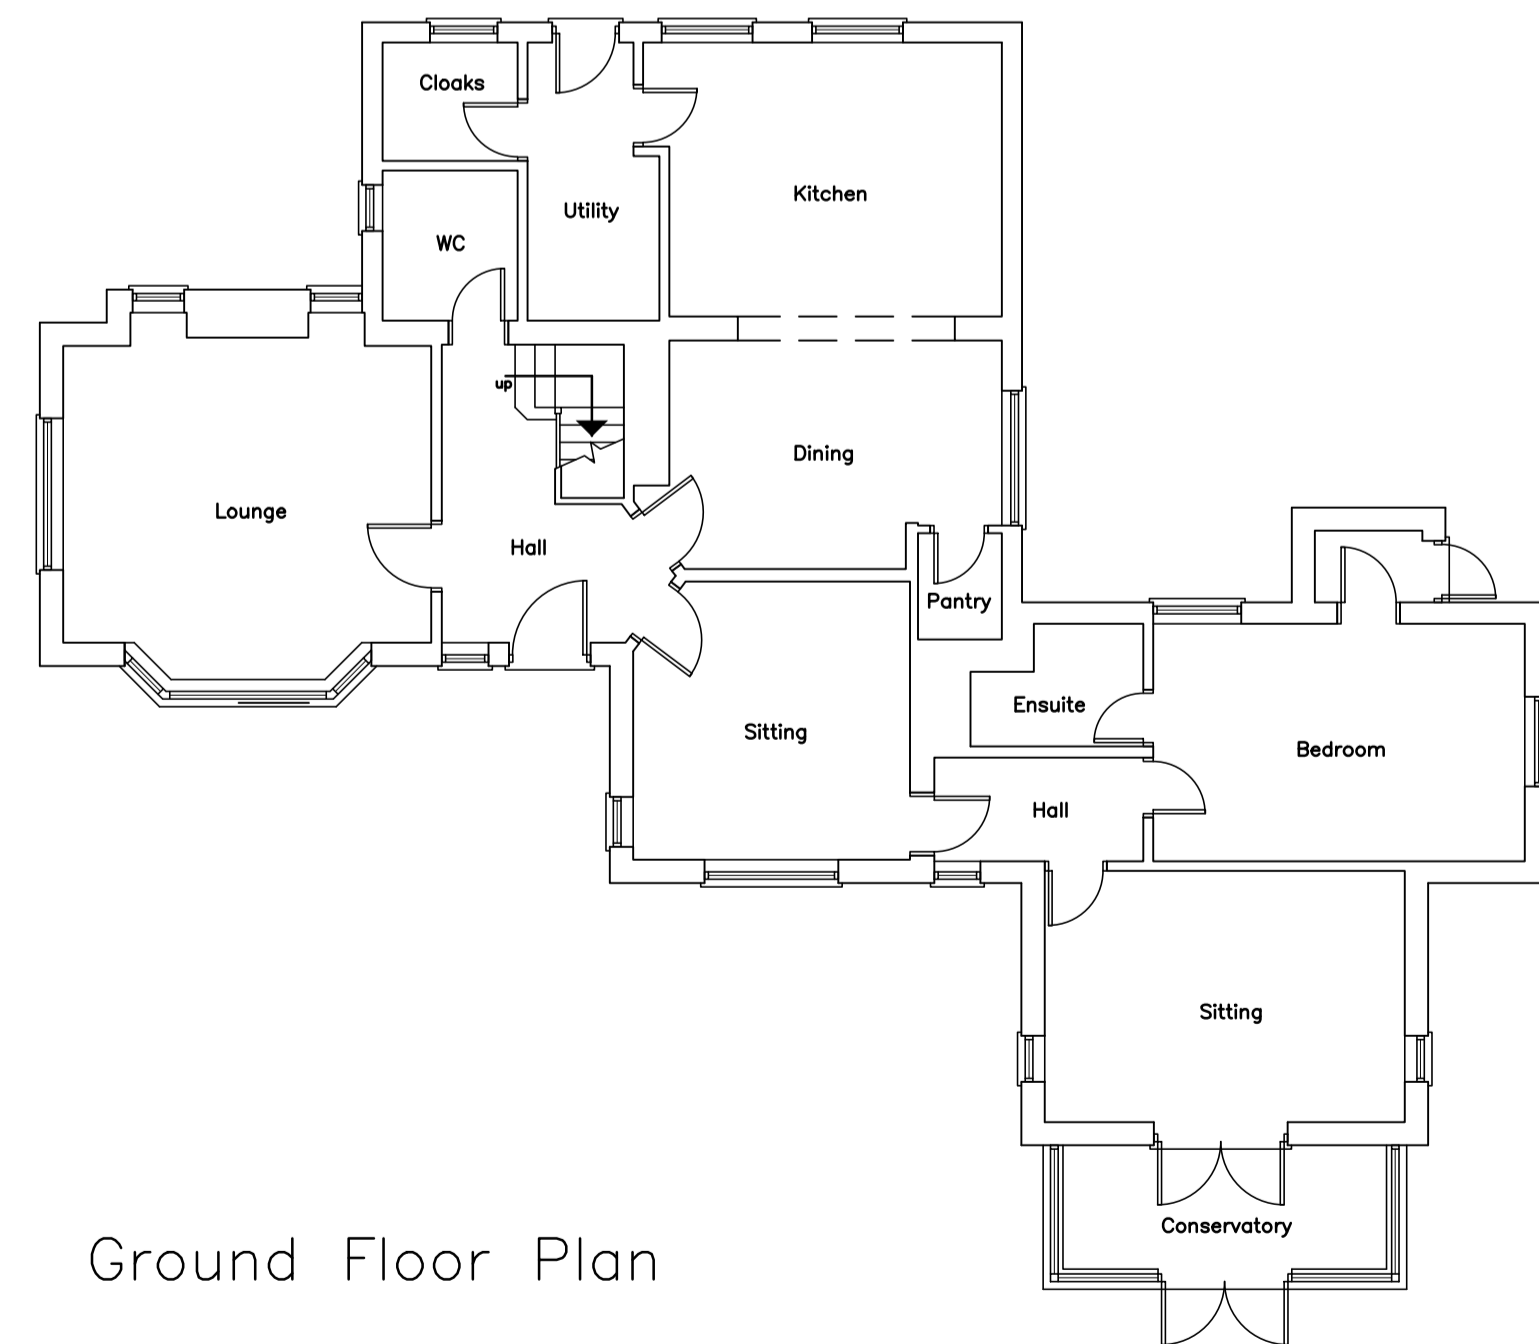 Cloaks
Kitchen
Utility
WC
up
Dining
Lounge
Hall
Pantry
Ensuite
Sitting
Bedroom
Hall
Sitting
Conservatory
Ground Floor Plan